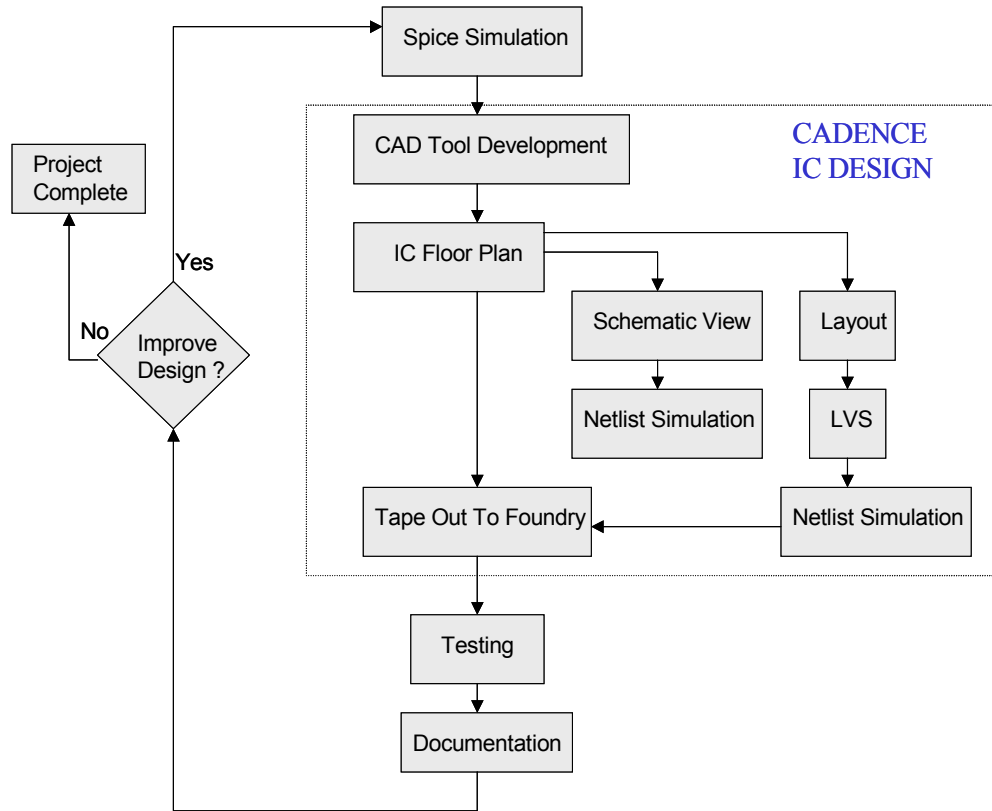 Spice Simulation
CADENCE
IC DESIGN
CAD Tool Development
Project
Complete
IC Floor Plan
Yes
No
Improve
Design ?
Schematic View
Layout
Netlist Simulation
LVS
Tape Out To Foundry
Netlist Simulation
Testing
Documentation